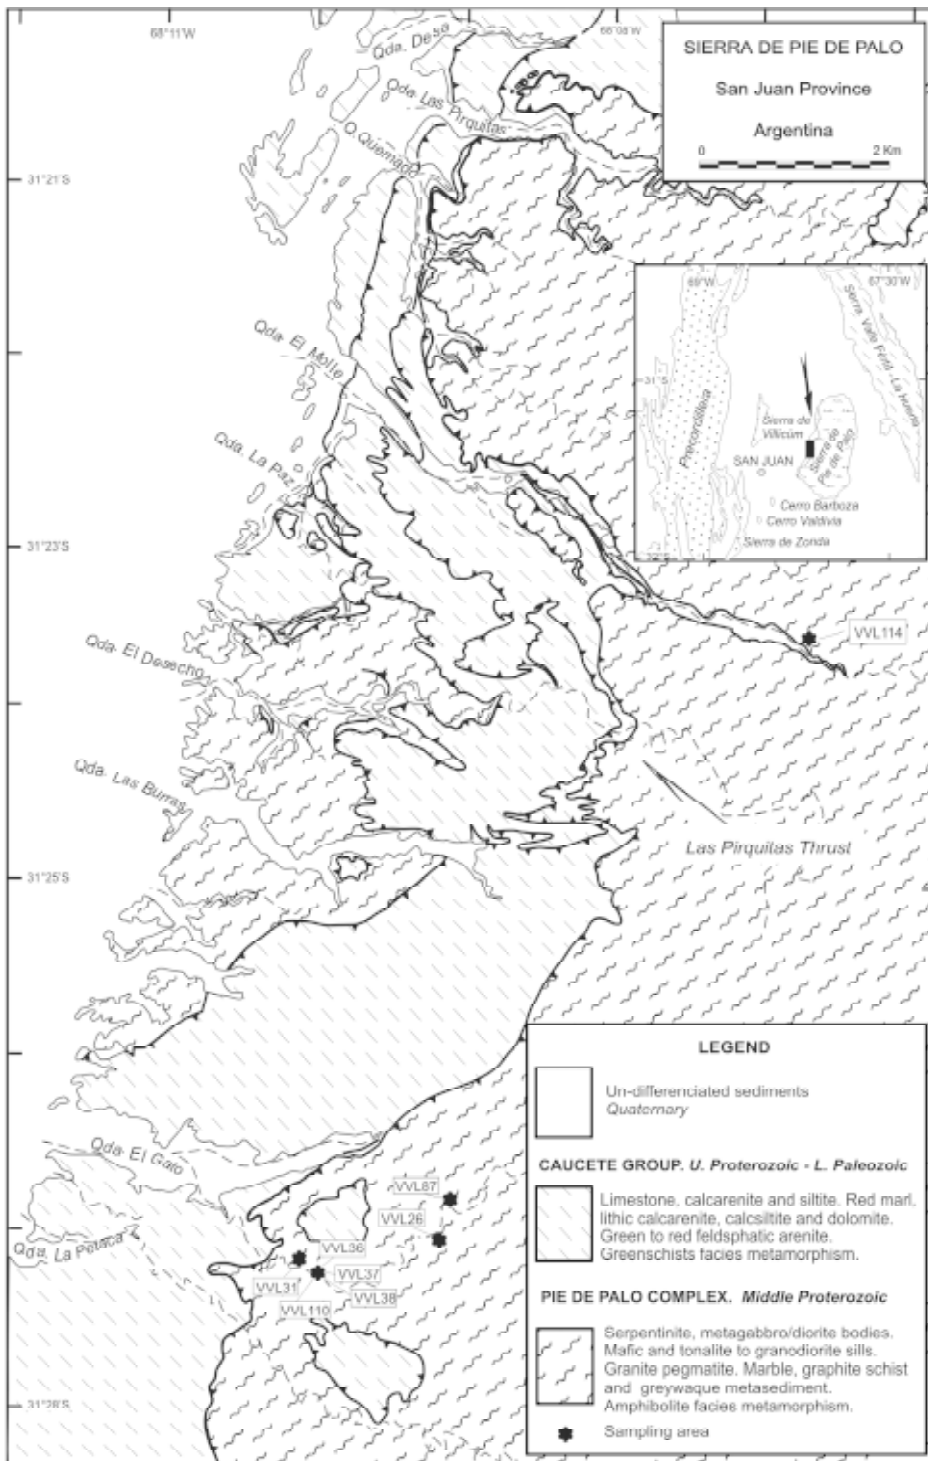 68°11'W
68°08'W
SIERRA DE PIE DE PALO
San Juan Province
Argentina
0 2 Km
Qda. Las Pirquitas
Q. Quemado
31°21'S
69°W
67°30'W
Sierra Valle Fértil - La Huerta
Precordillera
31°S
Sierra de
Villicúm
SAN JUAN
Sierra de
Pie de Palo
Cerro Barboza
Cerro Valdivia
Sierra de Zonda
Qda. El Molle
Qda. La Paz
31°23'S
VVL114
Qda. El Desecho
Qda. Las Burras
Las Pirquitas Thrust
31°25'S
Qda. El Gato
Qda. La Petaca
VVL87
VVL26
VVL36
VVL37
VVL31
VVL38
VVL110
31°28'S
LEGEND
Un-differenciated sediments
Quaternary
CAUCETE GROUP. U. Proterozoic - L. Paleozoic
Limestone, calcarenite and siltite. Red marl,
lithic calcarenite, calcsiltite and dolomite.
Green to red feldsphatic arenite.
Greenschists facies metamorphism.
PIE DE PALO COMPLEX. Middle Proterozoic
Serpentinite, metagabbro/diorite bodies.
Mafic and tonalite to granodiorite sills.
Granite pegmatite. Marble, graphite schist
and greywaque metasediment.
Amphibolite facies metamorphism.
Sampling area